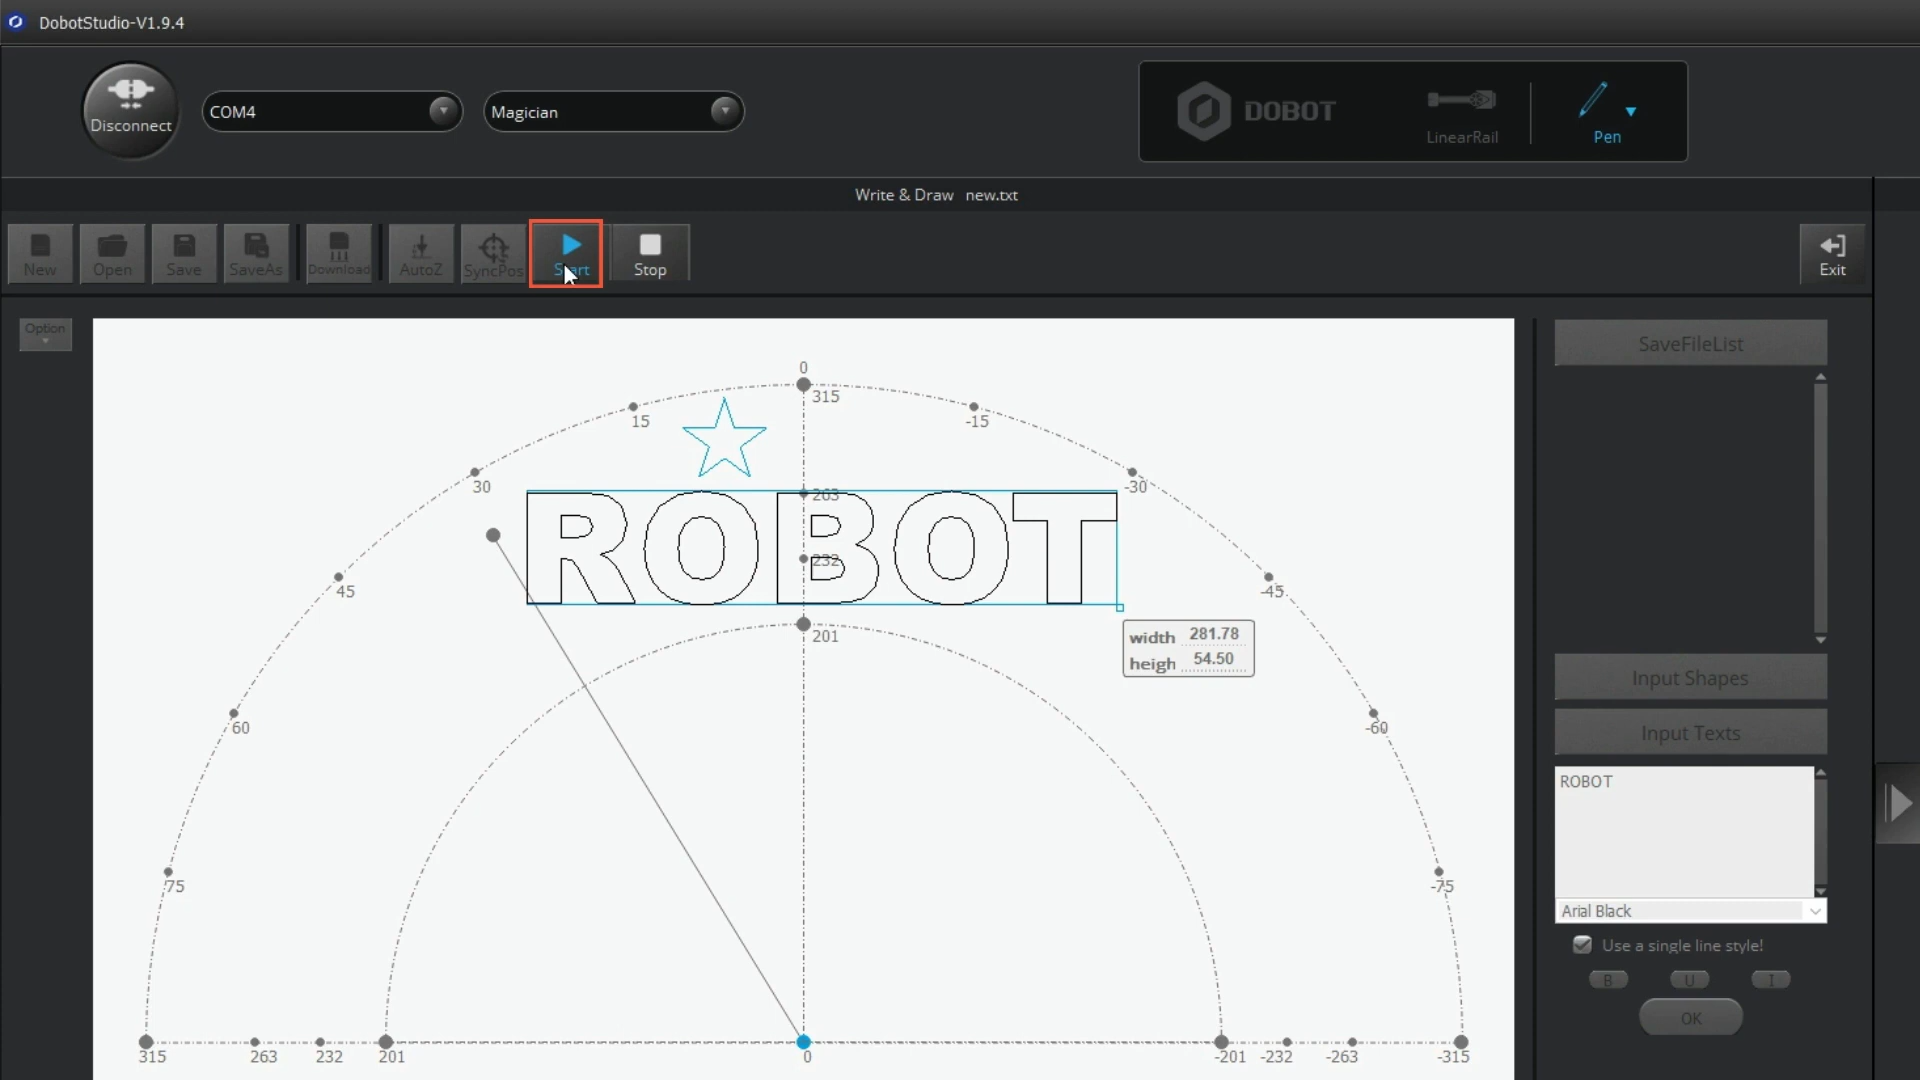 DobotStudio-V1.9.4
Disconnect
COM4
Magician
DOBOT
LinearRail
Pen
Write & Draw new.txt
New
Open
Save
SaveAs
Download
AutoZ
SyncPos
Start
Stop
Exit
Option
SaveFileList
0
315
15
-15
30
-30
ROBOT
263
232
45
-45
201
width 281.78
heigh 54.50
60
-60
75
-75
315
263
232
201
0
-201
-232
-263
-315
Input Shapes
Input Texts
ROBOT
Arial Black
Use a single line style!
B
U
I
OK